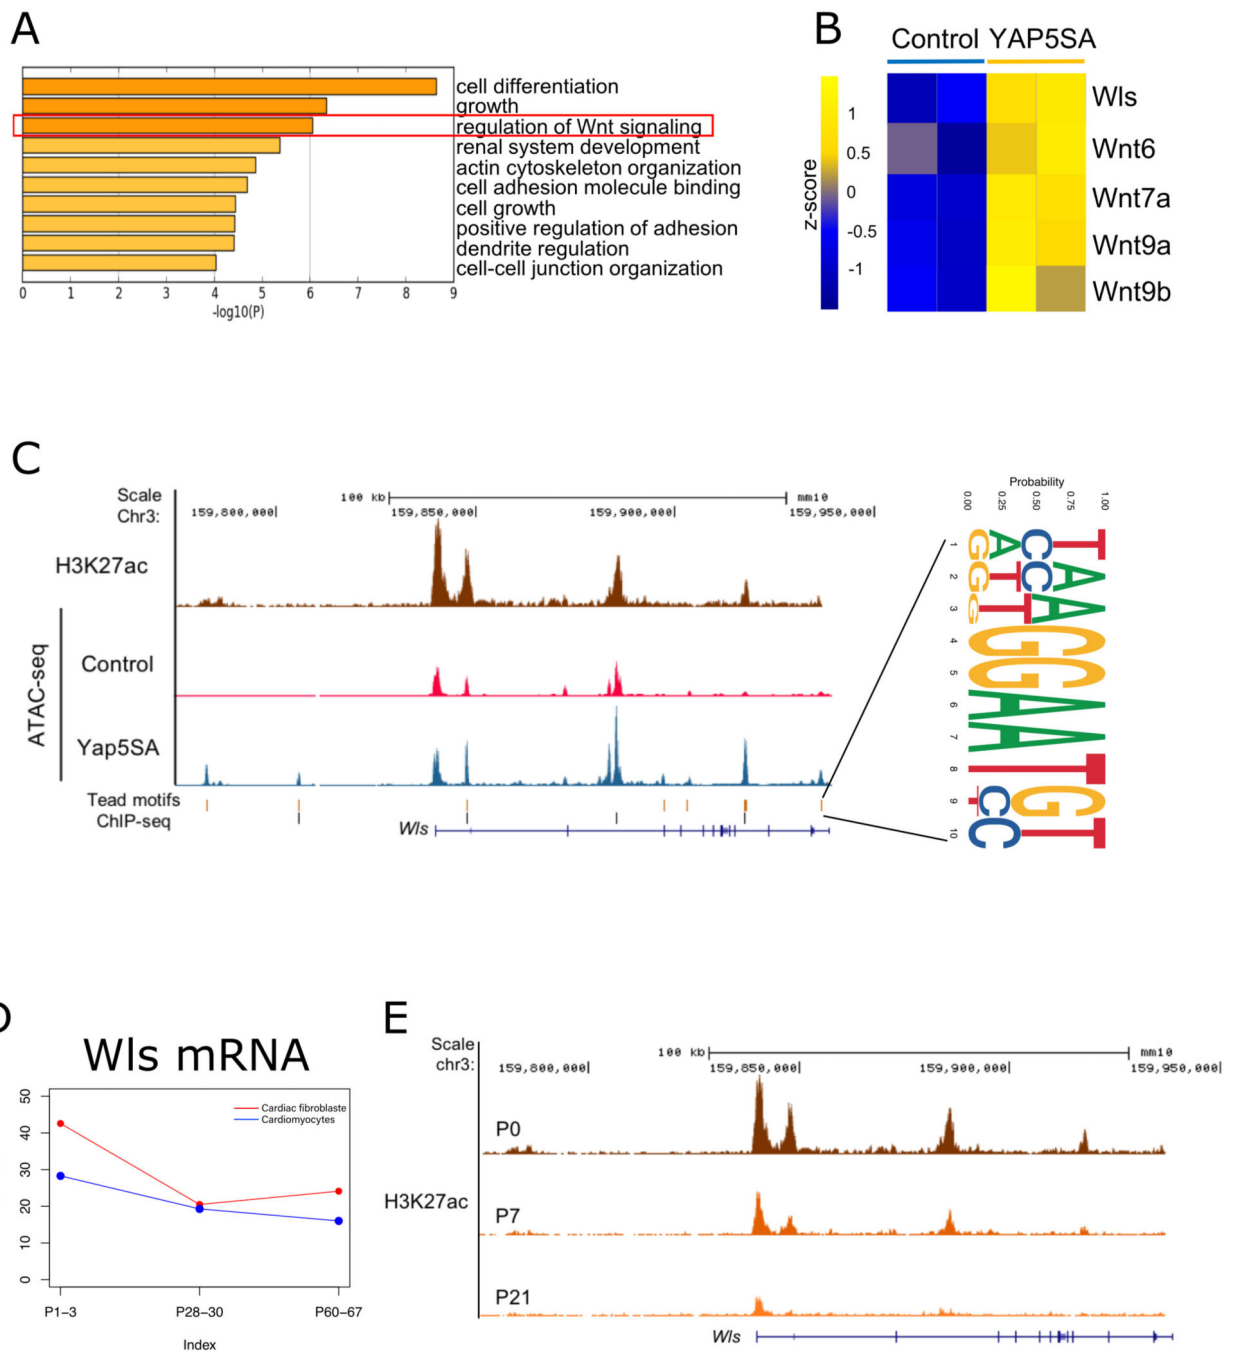 A
cell differentiation
growth
regulation of Wnt signaling
renal system development
actin cytoskeleton organization
cell adhesion molecule binding
cell growth
positive regulation of adhesion
dendrite regulation
cell-cell junction organization
0 1 2 3 4 5 6 7 8 9
-log10(P)
B
Control YAP5SA
z-score
1
0.5
0
-0.5
-1
Wls
Wnt6
Wnt7a
Wnt9a
Wnt9b
C
Scale 100 kb mm10
Chr3: 159,800,000 159,850,000 159,900,000 159,950,000
H3K27ac
ATAC-seq
Control
Yap5SA
Tead motifs
ChIP-seq
Wls
Probability
0.00 0.25 0.50 0.75 1.00
1 G A C T
2 G T C A
3 G T A
4 G
5 G
6 A
7 A
8 T
9 T C G
10 C T
D
Wls mRNA
50
40
30
20
10
0
Cardiac fibroblaste
Cardiomyocytes
P1-3 P28-30 P60-67
Index
E
Scale 100 kb mm10
chr3: 159,800,000 159,850,000 159,900,000 159,950,000
H3K27ac
P0
P7
P21
Wls